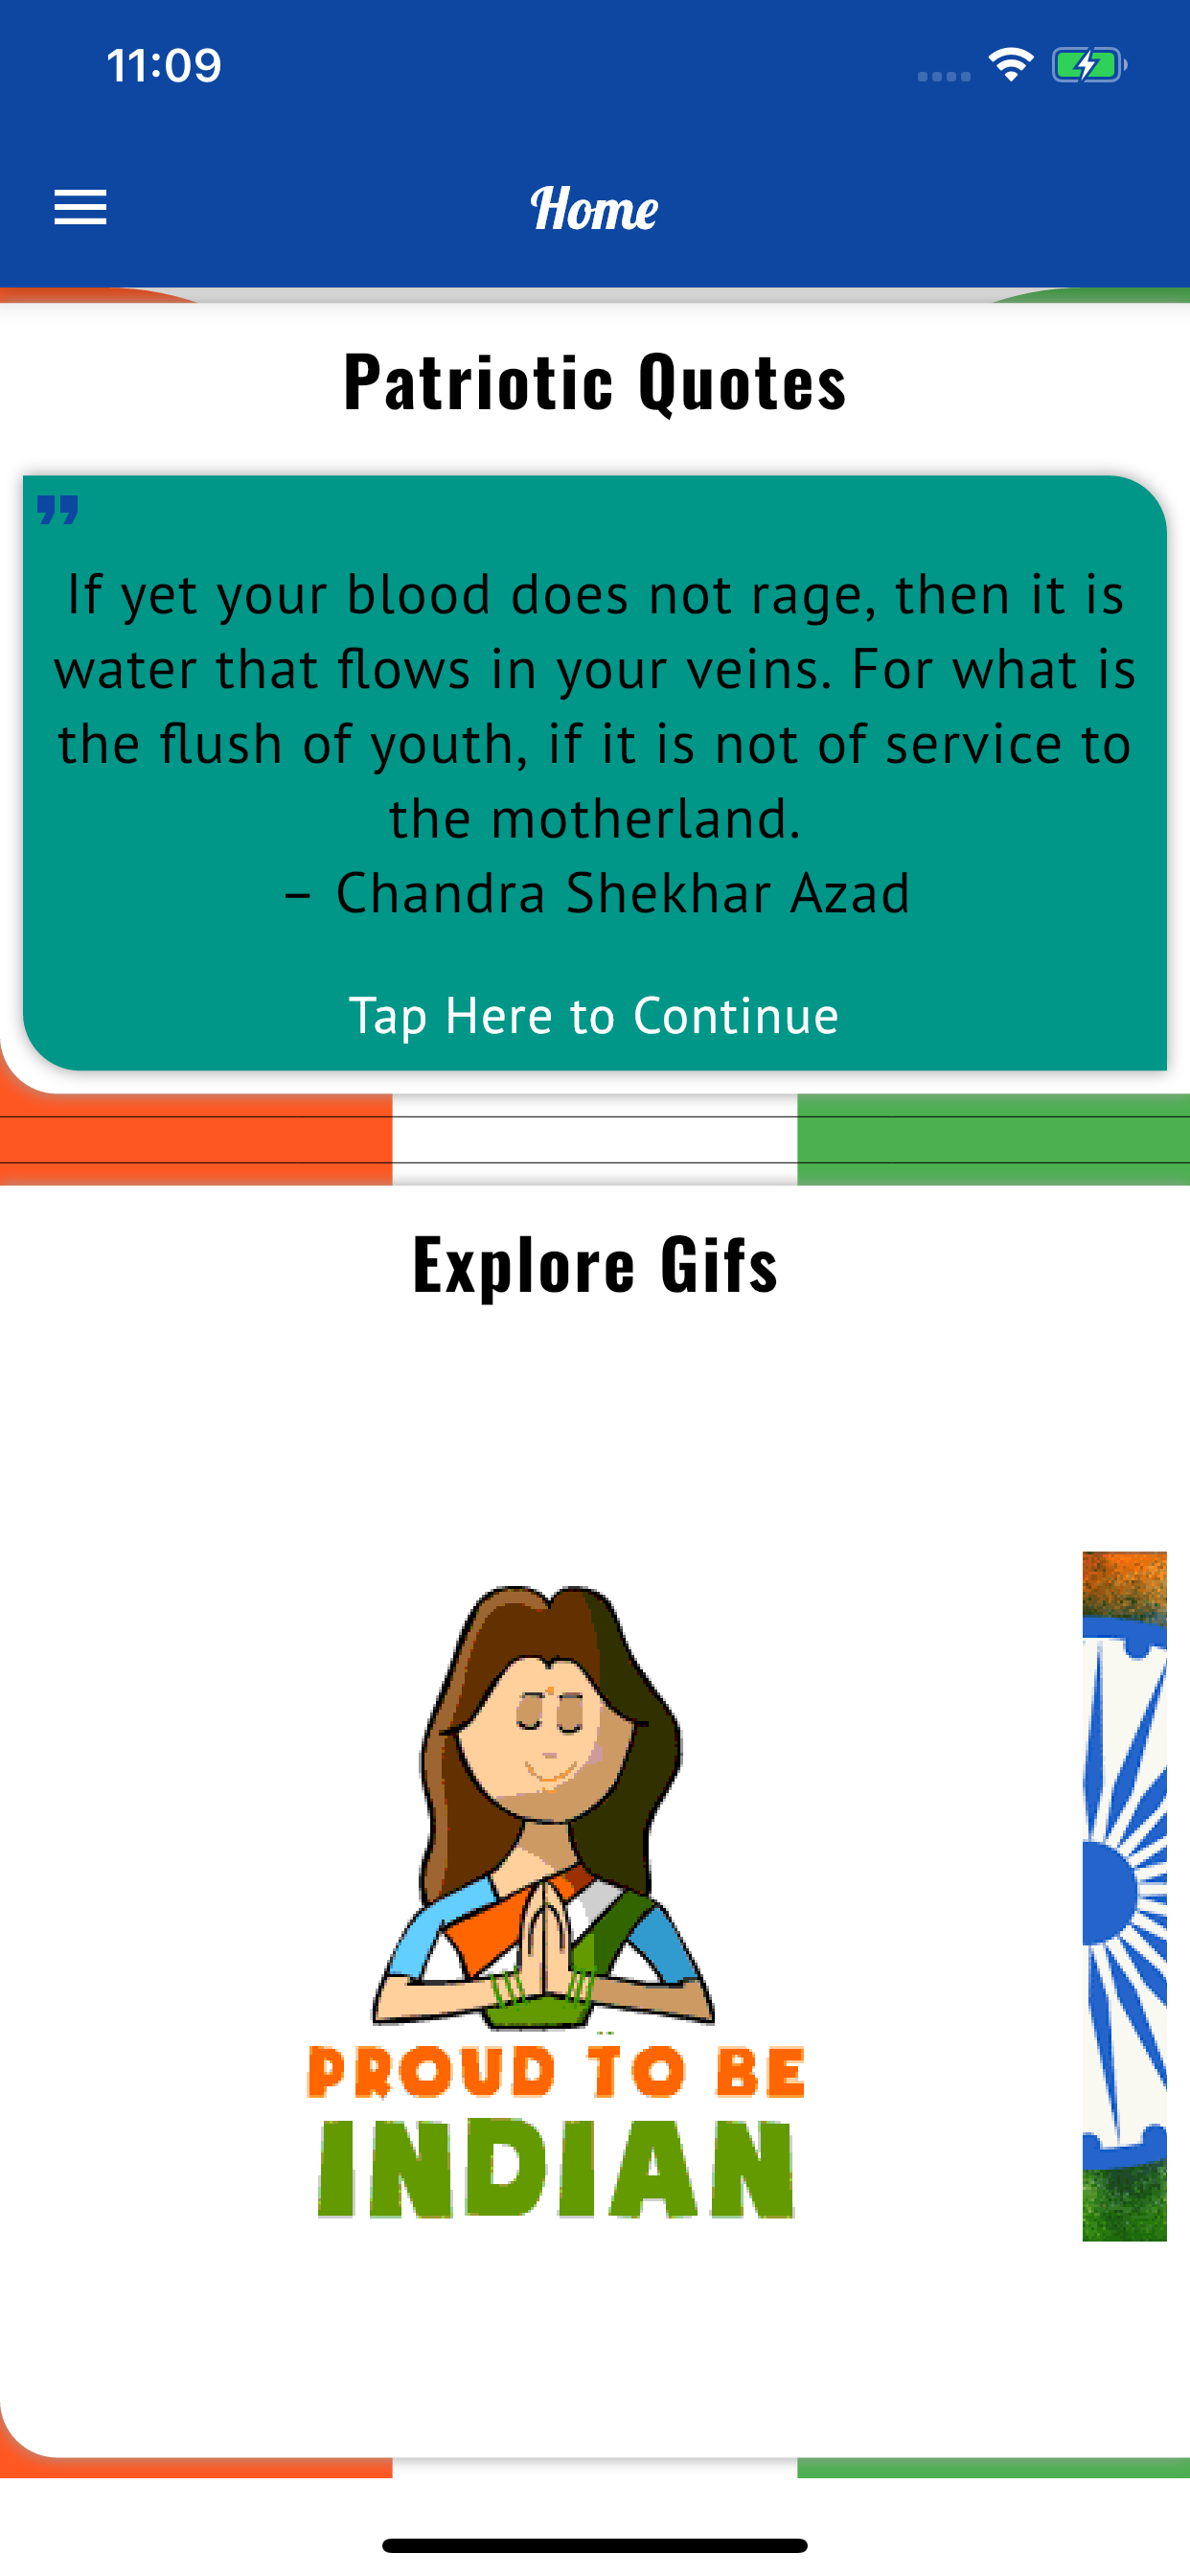 11:09
Home
Patriotic Quotes
If yet your blood does not rage, then it is
water that flows in your veins. For what is
the flush of youth, if it is not of service to
the motherland.
– Chandra Shekhar Azad
Tap Here to Continue
Explore Gifs
PROUD TO BE
INDIAN